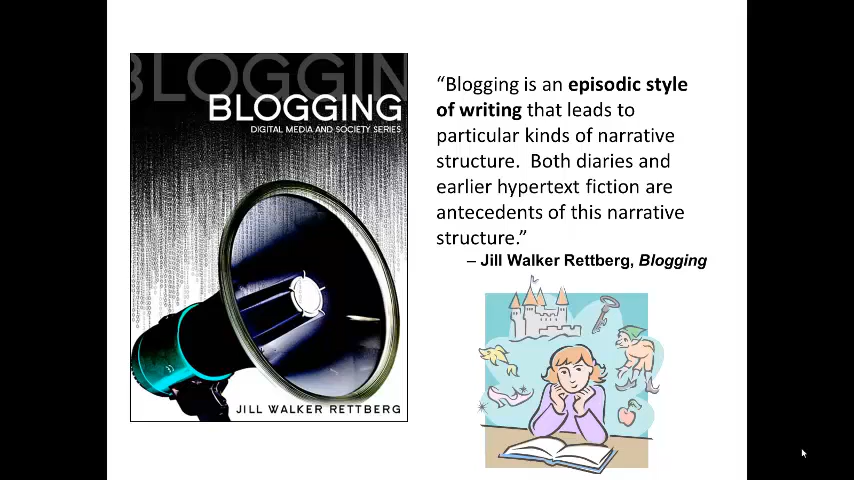 BLOGGING
BLOGGING
DIGITAL MEDIA AND SOCIETY SERIES
JILL WALKER RETTBERG
“Blogging is an episodic style
of writing that leads to
particular kinds of narrative
structure.  Both diaries and
earlier hypertext fiction are
antecedents of this narrative
structure.”
– Jill Walker Rettberg, Blogging